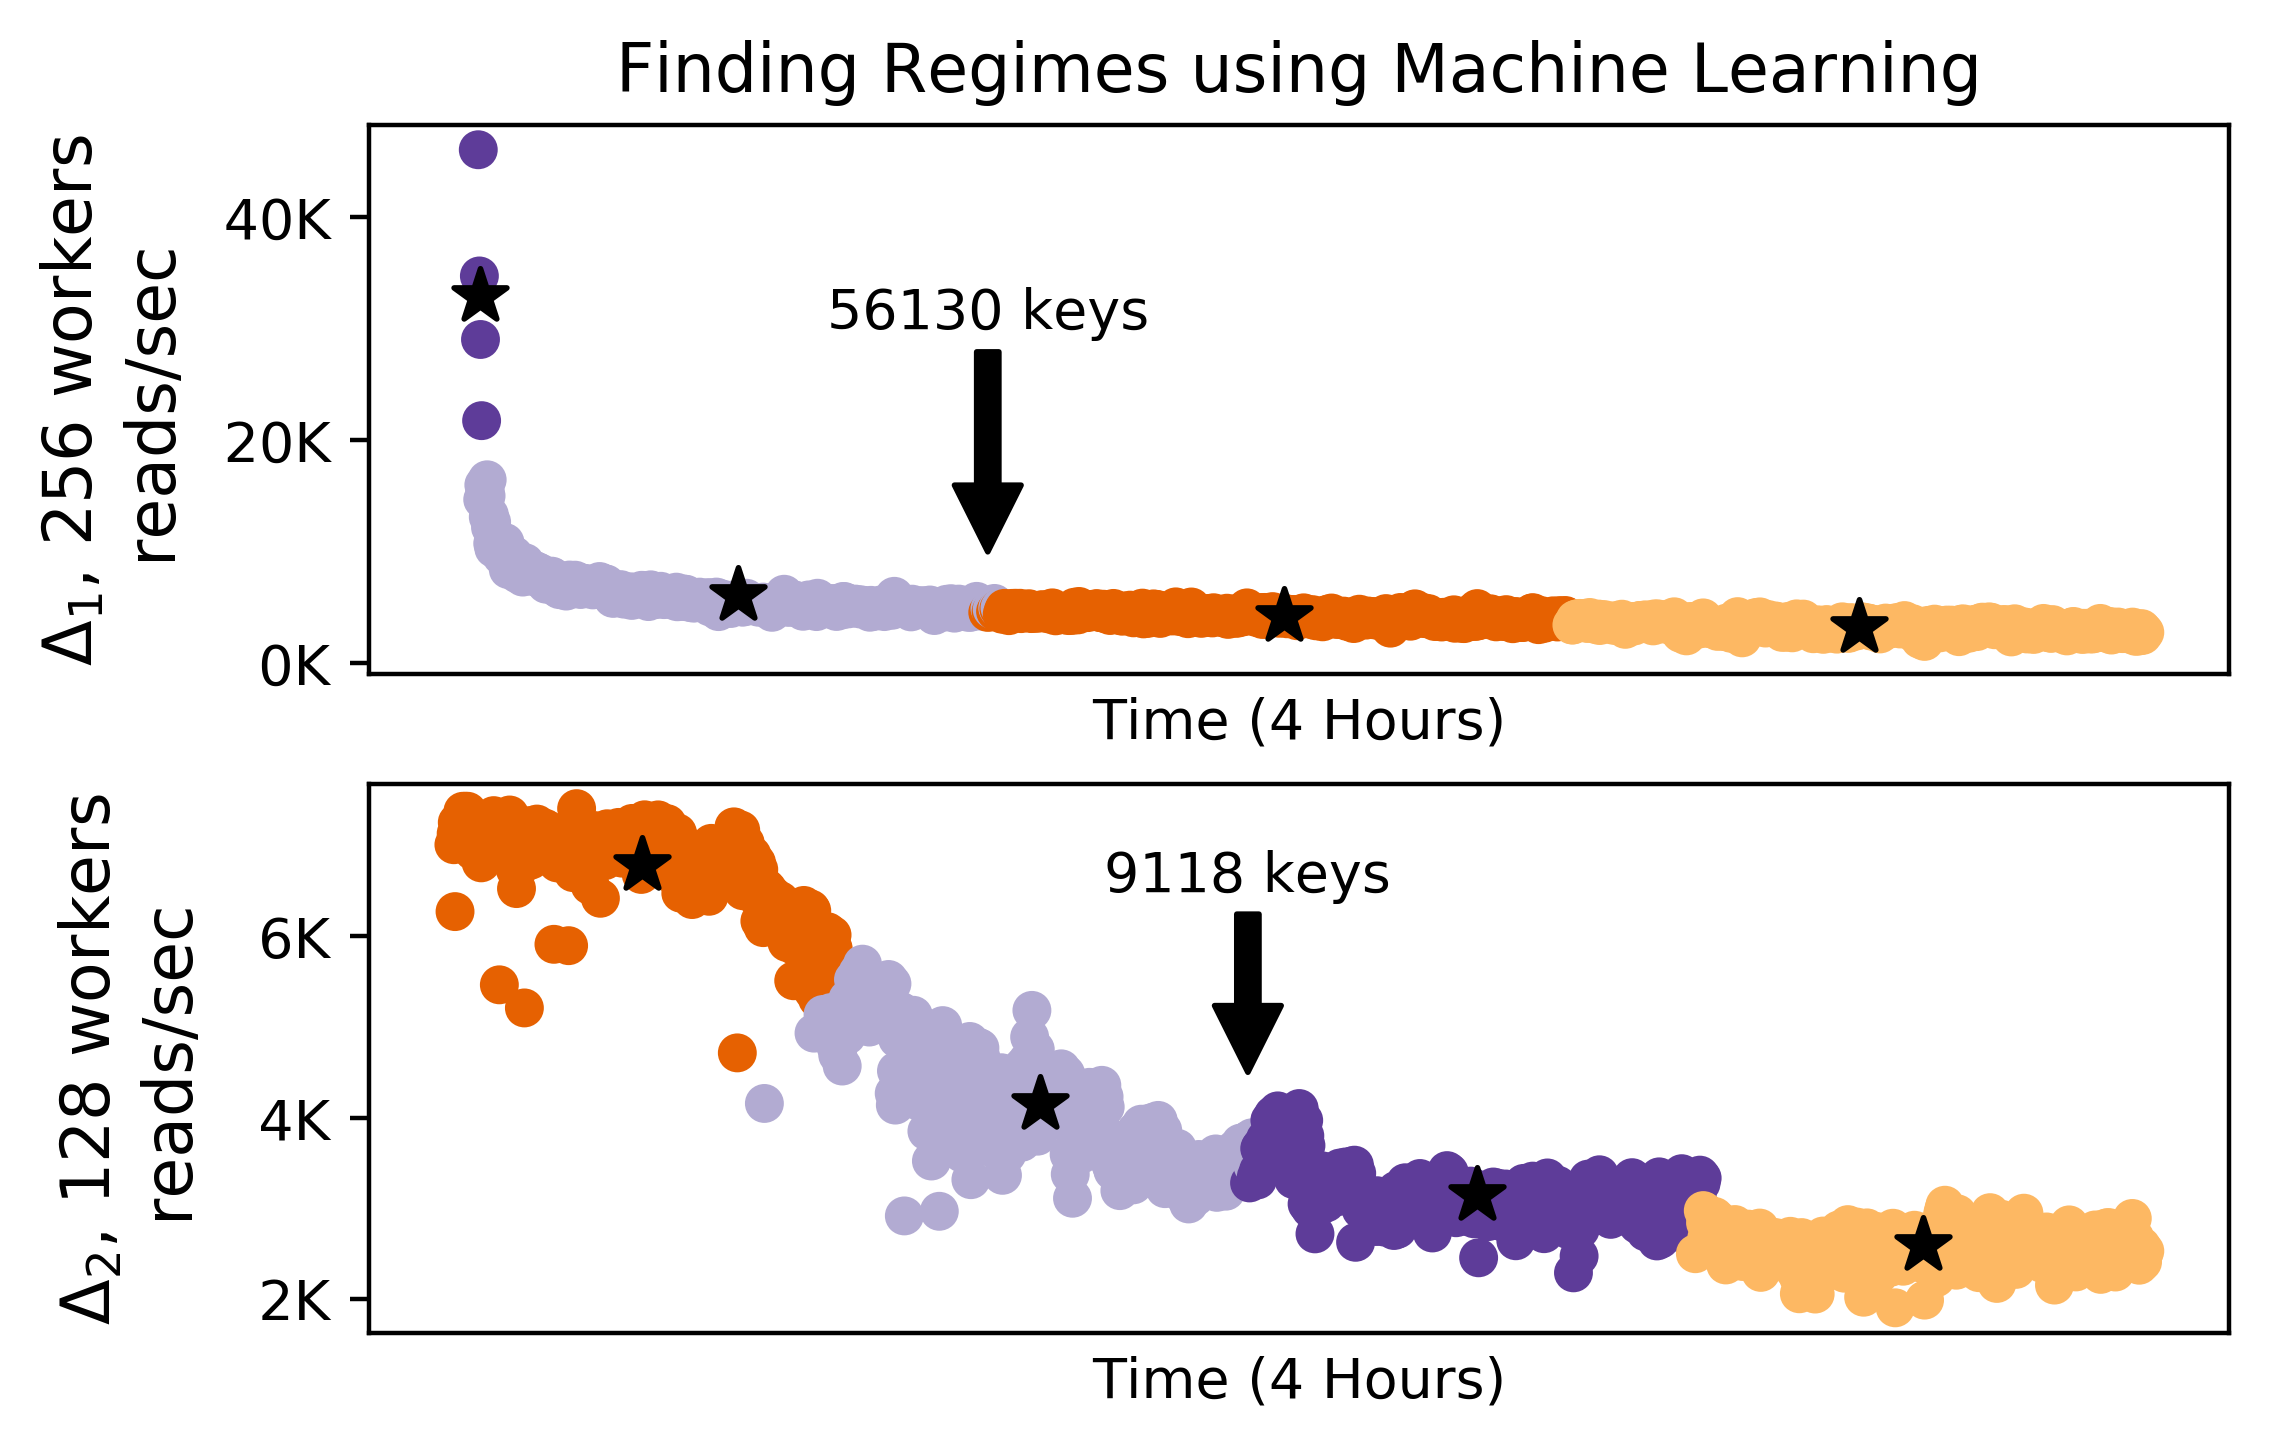 Finding Regimes using Machine Learning
Δ₁, 256 workers
reads/sec
40K
20K
0K
56130 keys
Time (4 Hours)
Δ₂, 128 workers
reads/sec
6K
4K
2K
9118 keys
Time (4 Hours)